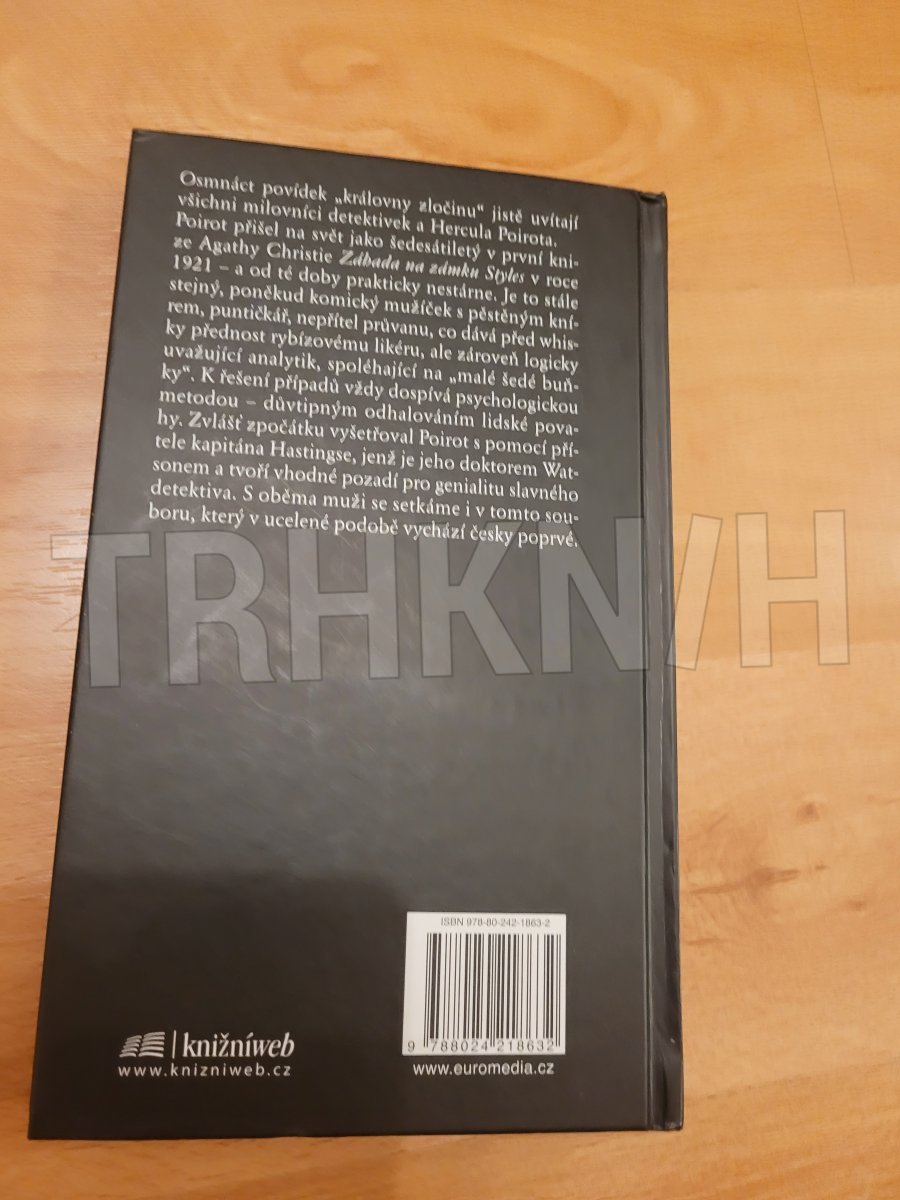 Osmnáct povídek „královny zločinu“ jistě uvítají
všichni milovníci detektivek a Hercula Poirota.
Poirot přišel na svět jako šedesátiletý v první kni-
ze Agathy Christie Záhada na zámku Styles v roce
1921 – a od té doby prakticky nestárne. Je to stále
stejný, poněkud komický mužíček s pěstěným kní-
rem, puntičkář, nepřítel průvanu, co dává před whis-
ky přednost rybízovému likéru, ale zároveň logicky
uvažující analytik, spoléhající na „malé šedé buň-
ky“. K řešení případů vždy dospívá psychologickou
metodou – důvtipným odhalováním lidské pova-
hy. Zvlášť zpočátku vyšetřoval Poirot s pomocí pří-
tele kapitána Hastingse, jenž je jeho doktorem Wat-
sonem a tvoří vhodné pozadí pro genialitu slavného
detektiva. S oběma muži se setkáme i v tomto sou-
boru, který v ucelené podobě vychází česky poprvé.
TRHKNIH
ISBN 978-80-242-1863-2
9 788024 218632
knižníweb
www.knizniweb.cz
www.euromedia.cz